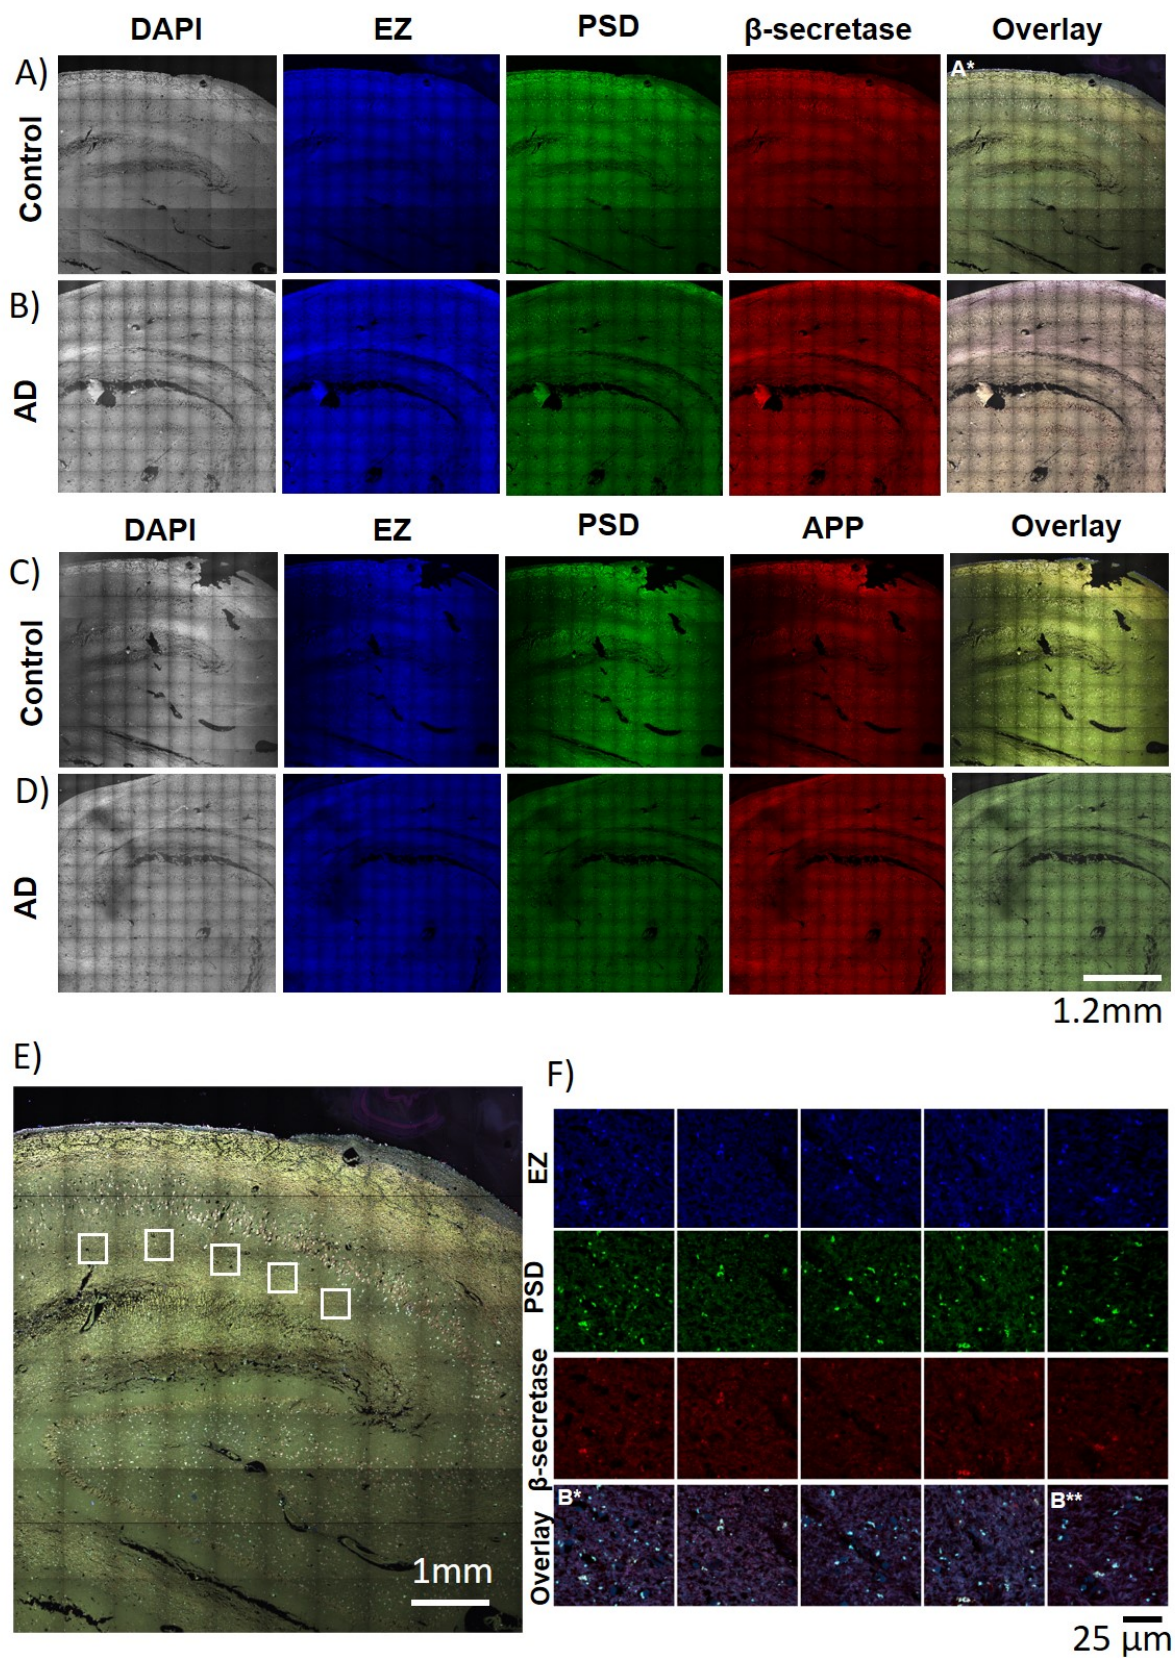 DAPI EZ PSD β-secretase Overlay
A) Control A*
B) AD
DAPI EZ PSD APP Overlay
C) Control
D) AD
1.2mm
E)
1mm
F)
EZ
PSD
β-secretase
Overlay B* B**
25 µm